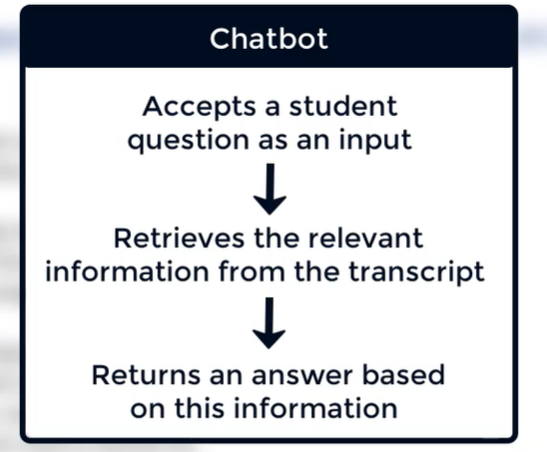 Chatbot
Accepts a student
question as an input
Retrieves the relevant
information from the transcript
Returns an answer based
on this information